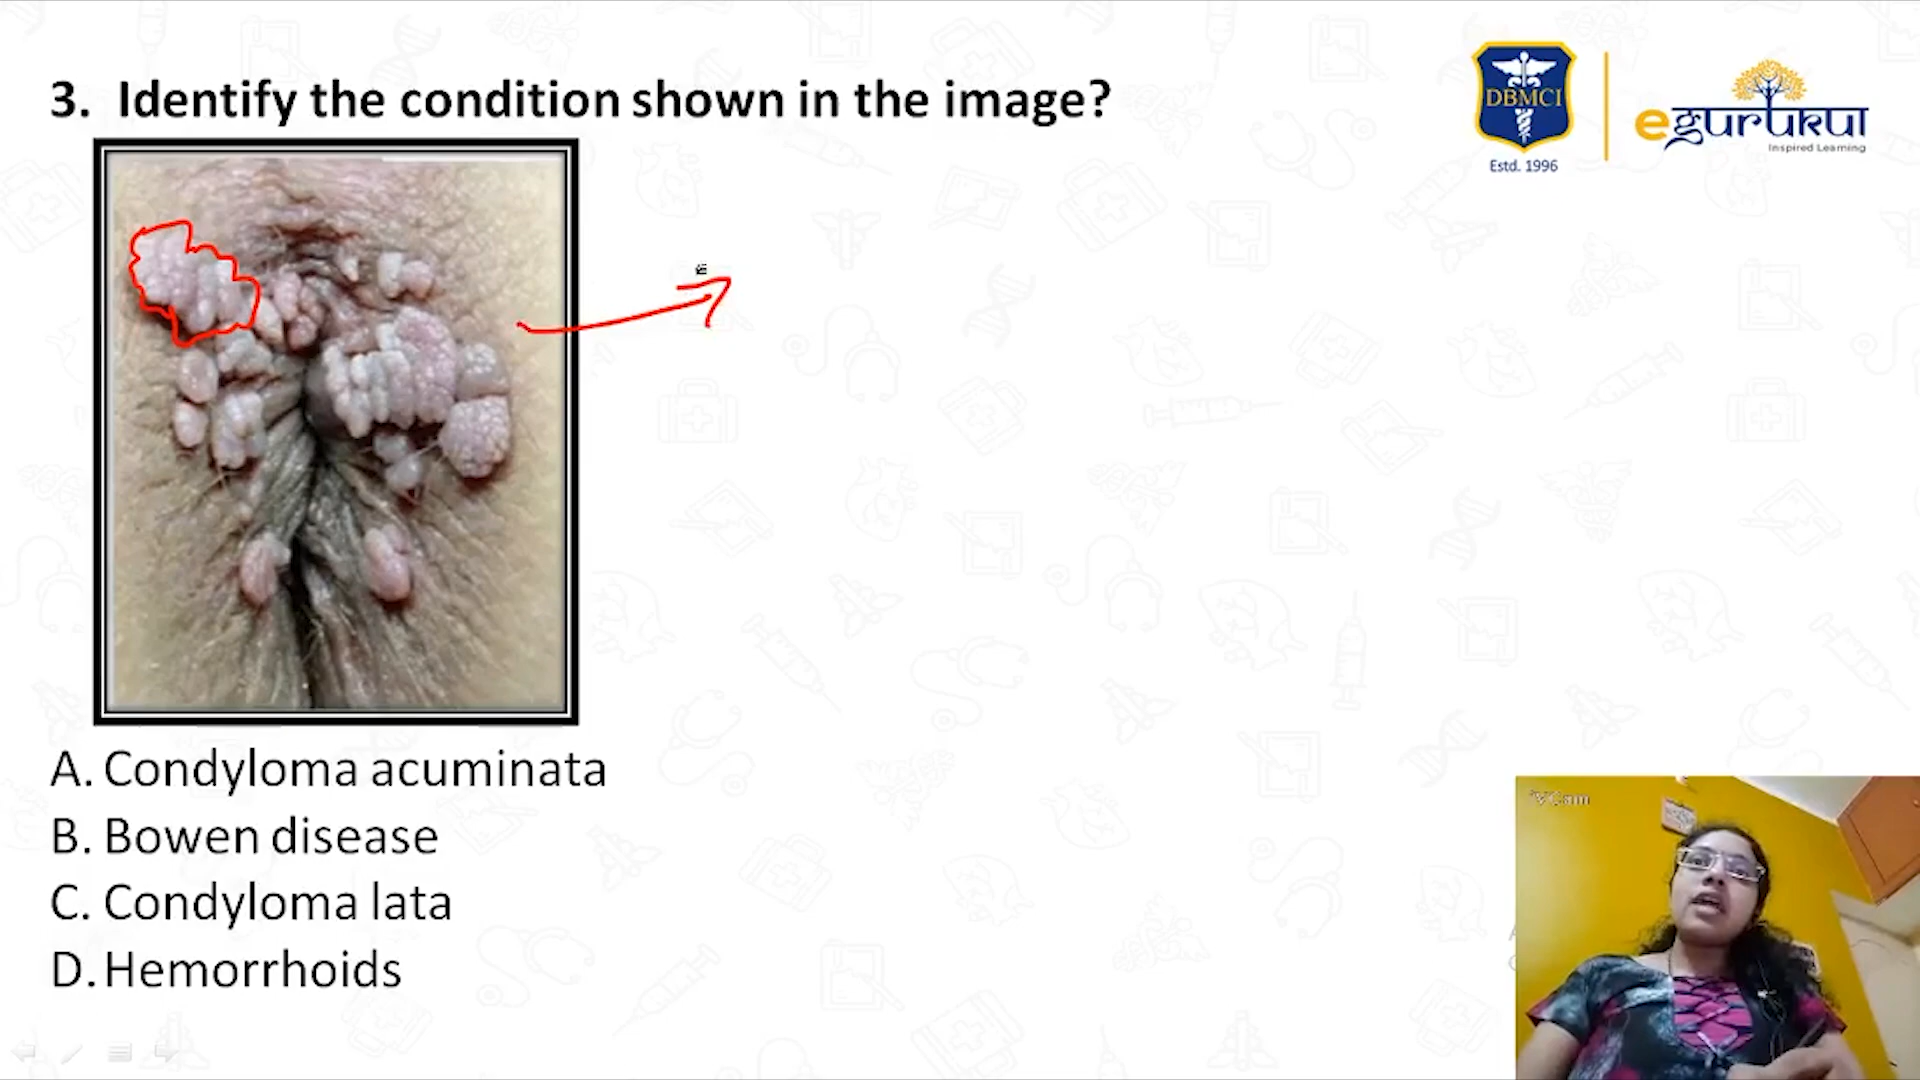 3. Identify the condition shown in the image?
DBMCI
Estd. 1996
egurukul
Inspired Learning
A. Condyloma acuminata
B. Bowen disease
C. Condyloma lata
D. Hemorrhoids
VCam